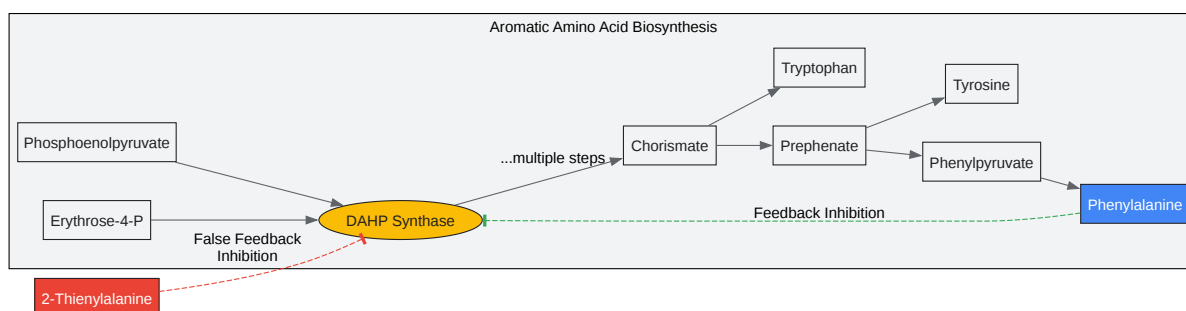 Aromatic Amino Acid Biosynthesis
Tryptophan
Tyrosine
Phosphoenolpyruvate
Chorismate
Prephenate
...multiple steps
Phenylpyruvate
Phenylalanine
Erythrose-4-P
DAHP Synthase
Feedback Inhibition
False Feedback
Inhibition
2-Thienylalanine